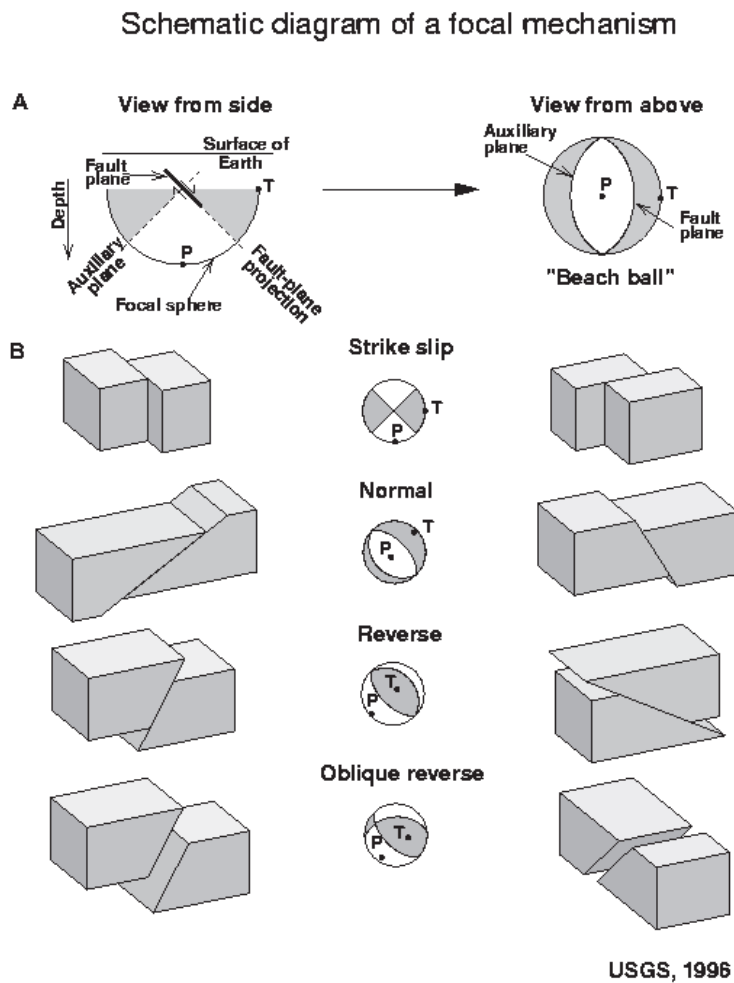 Schematic diagram of a focal mechanism
A
View from side
View from above
Surface of
Earth
Fault
plane
T
Depth
P
Auxiliary
plane
Focal sphere
Fault-plane
projection
Auxiliary
plane
P
T
Fault
plane
"Beach ball"
B
Strike slip
T
P
Normal
T
P
Reverse
T
P
Oblique reverse
T
P
USGS, 1996